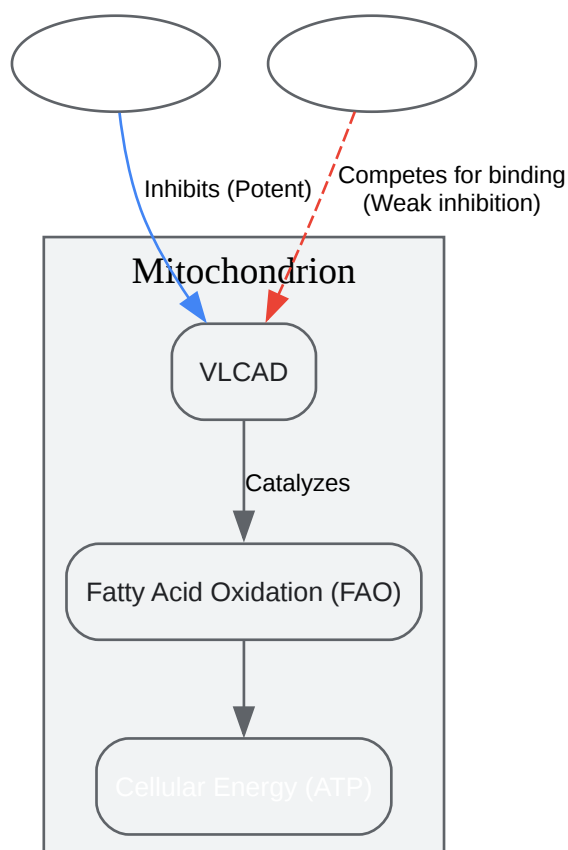 Inhibits (Potent)
Competes for binding
(Weak inhibition)
Mitochondrion
VLCAD
Catalyzes
Fatty Acid Oxidation (FAO)
Cellular Energy (ATP)